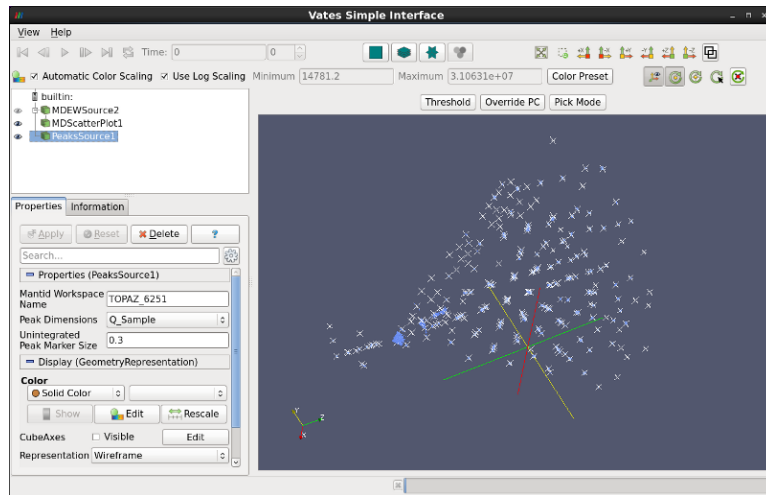 Vates Simple Interface
View Help
Time: 0 0
Automatic Color Scaling Use Log Scaling Minimum 14781.2 Maximum 3.10631e+07 Color Preset
Threshold Override PC Pick Mode
builtin:
MDEWSource2
MDScatterPlot1
PeaksSource1
Properties Information
Apply Reset Delete ?
Search...
Properties (PeaksSource1)
Mantid Workspace
Name TOPAZ_6251
Peak Dimensions Q_Sample
Unintegrated
Peak Marker Size 0.3
Display (GeometryRepresentation)
Color
Solid Color
Show Edit Rescale
CubeAxes Visible Edit
Representation Wireframe
Y
Z
X